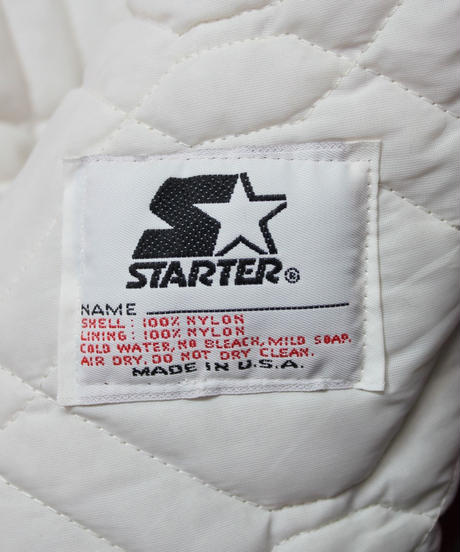 STARTER®
NAME
SHELL: 100% NYLON
LINING: 100% NYLON
COLD WATER, NO BLEACH, MILD SOAP.
AIR DRY. DO NOT DRY CLEAN.
MADE IN U.S.A.